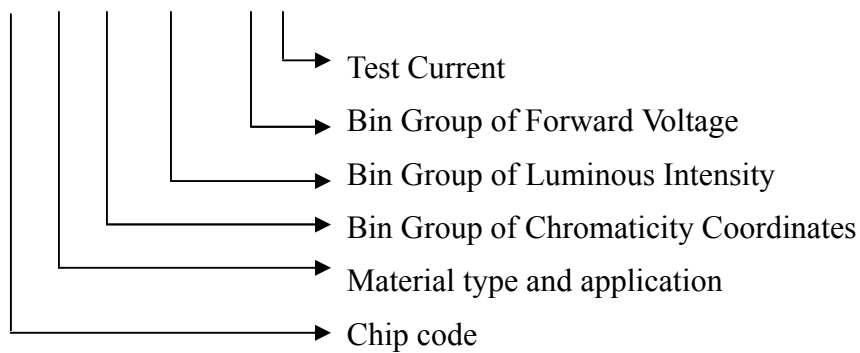 Test Current
Bin Group of Forward Voltage
Bin Group of Luminous Intensity
Bin Group of Chromaticity Coordinates
Material type and application
Chip code